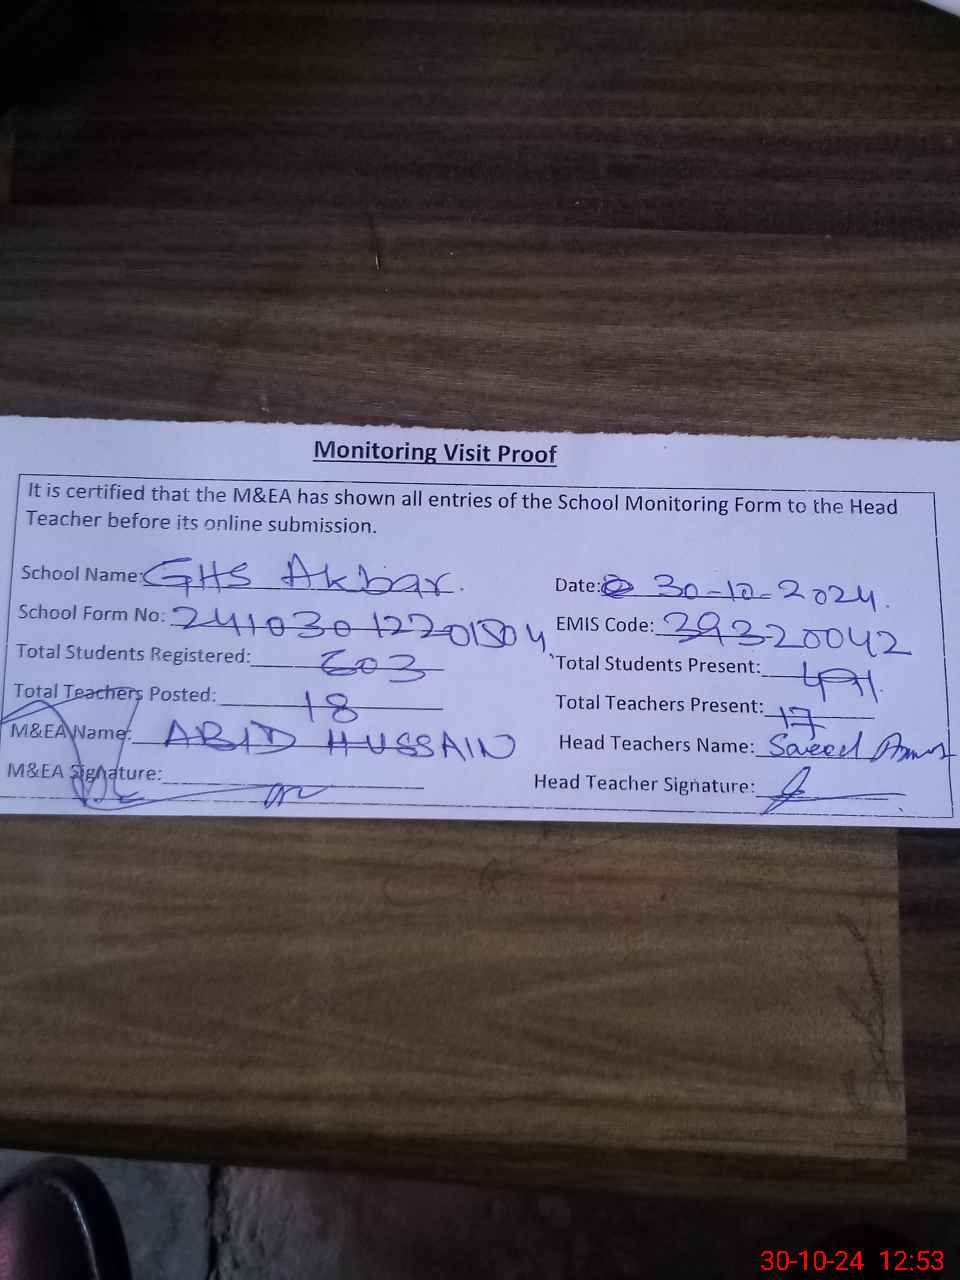 Monitoring Visit Proof
It is certified that the M&EA has shown all entries of the School Monitoring Form to the Head
Teacher before its online submission.
School Name: GHS Akbar.
Date: 30-10-2024.
School Form No: 241030122201504
EMIS Code: 39320042
Total Students Registered: 603
Total Students Present: 491.
Total Teachers Posted: 18
Total Teachers Present: 17
M&EA Name: ABID HUSSAIN
Head Teachers Name: Saeed
M&EA Signature:
Head Teacher Signature:
30-10-24 12:53